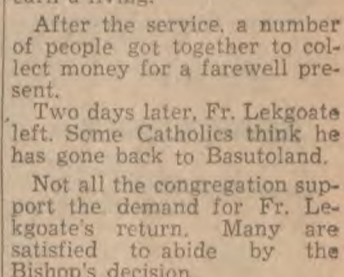 After the service, a number
of people got together to col-
lect money for a farewell pre-
sent.
Two days later, Fr. Lekgoate
left. Some Catholics think he
has gone back to Basutoland.
Not all the congregation sup-
port the demand for Fr. Le-
kgoate's return. Many are
satisfied to abide by the
Bishop's decision